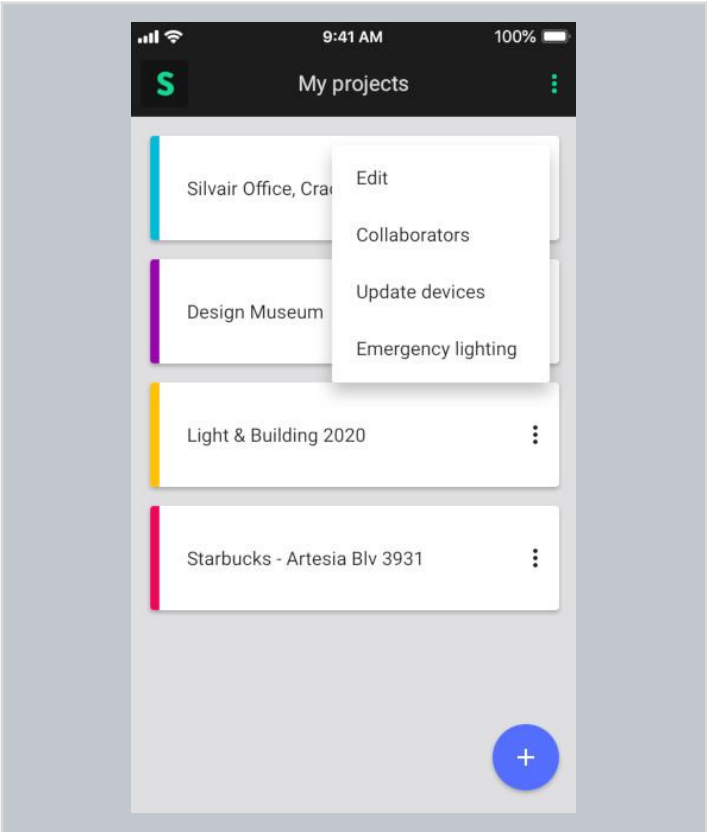 9:41 AM
100%
S
My projects
Silvair Office,
Edit
Collaborators
Design Museum
Update devices
Emergency lighting
Light & Building 2020
Starbucks - Artesia Blv 3931
+